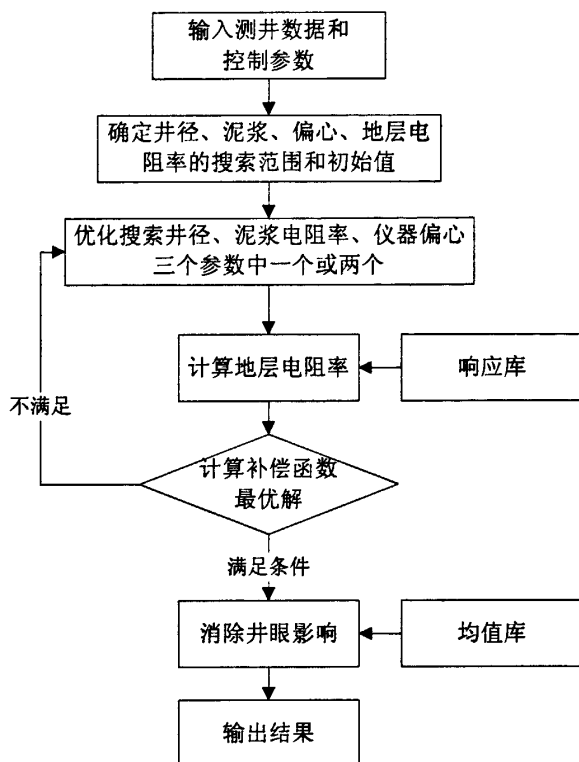 输入测井数据和
控制参数
确定井径、泥浆、偏心、地层电
阻率的搜索范围和初始值
优化搜索井径、泥浆电阻率、仪器偏心
三个参数中一个或两个
计算地层电阻率
响应库
不满足
计算补偿函数
最优解
满足条件
消除井眼影响
均值库
输出结果